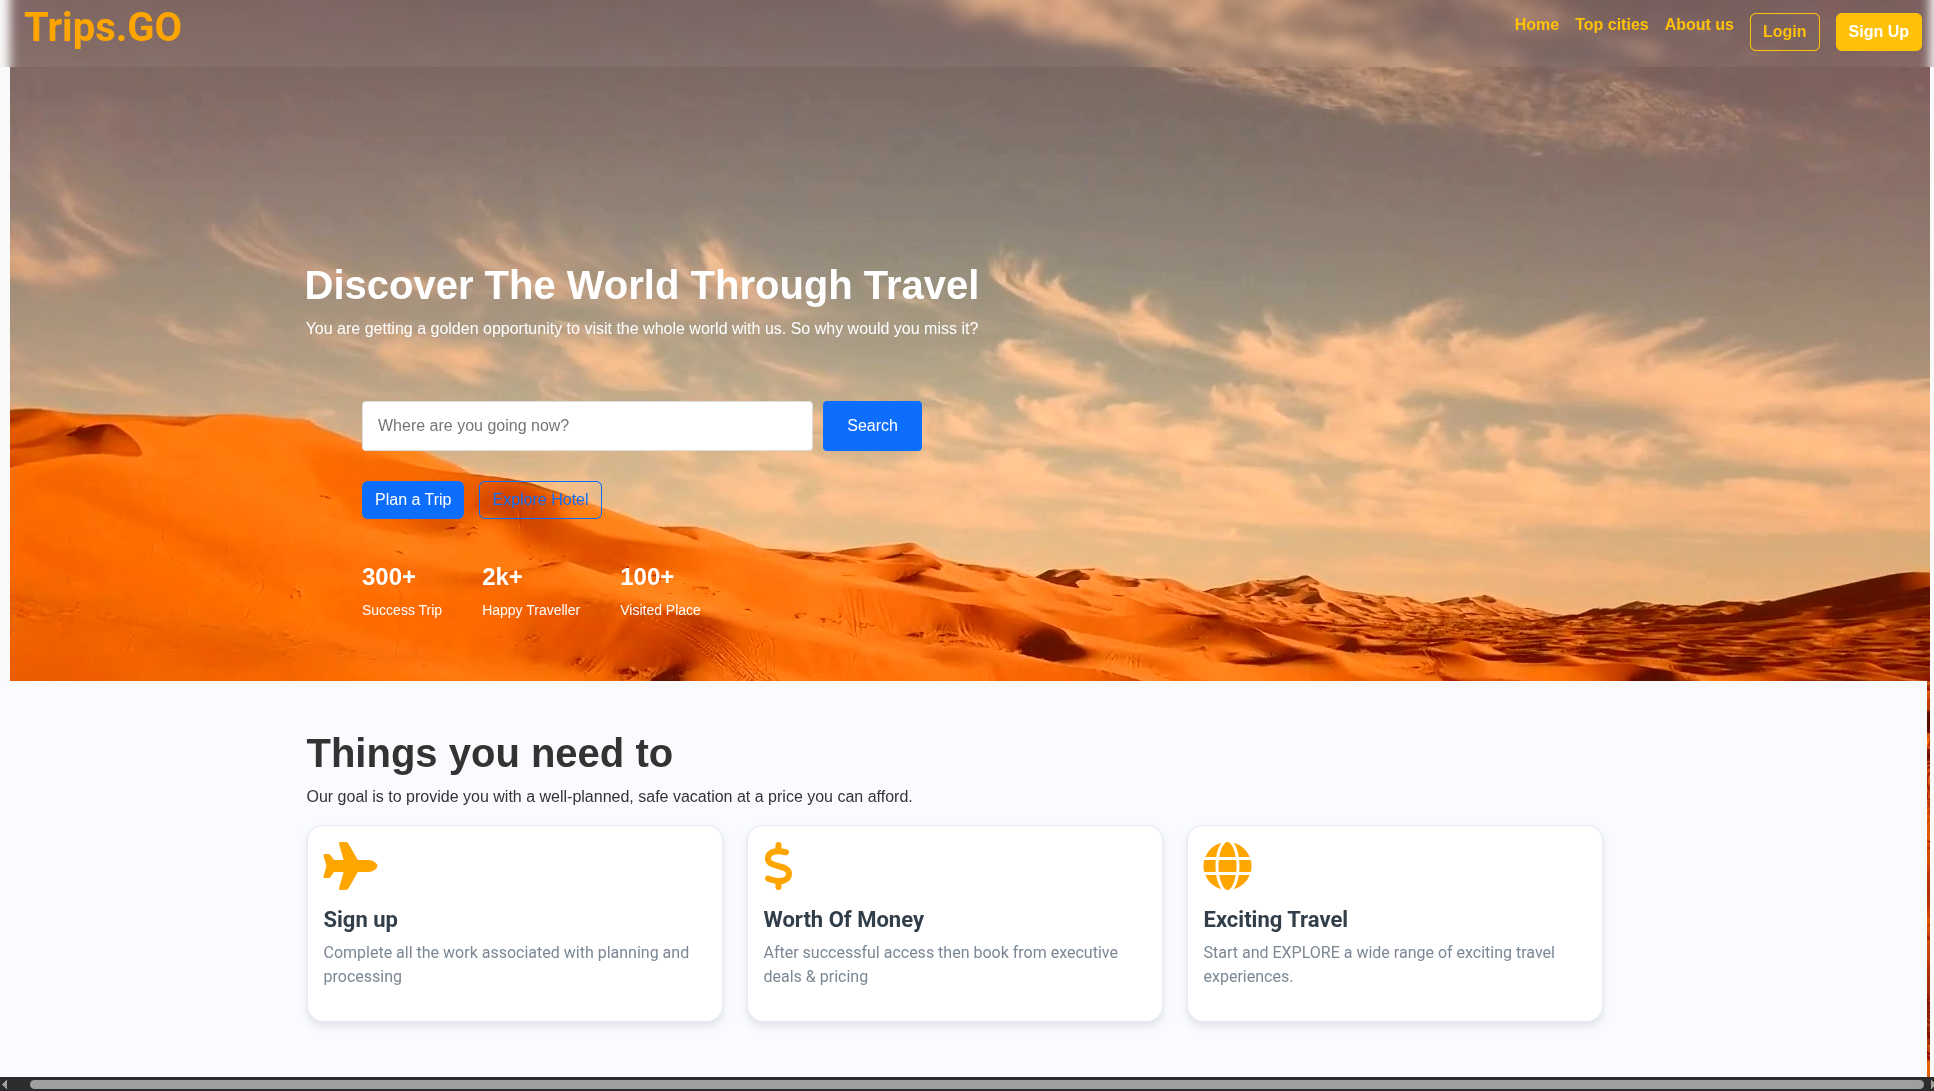 Trips.GO
Home Top cities About us Login Sign Up
Discover The World Through Travel
You are getting a golden opportunity to visit the whole world with us. So why would you miss it?
Where are you going now? Search
Plan a Trip Explore Hotel
300+ 2k+ 100+
Success Trip Happy Traveller Visited Place
Things you need to
Our goal is to provide you with a well-planned, safe vacation at a price you can afford.
Sign up
Complete all the work associated with planning and
processing
Worth Of Money
After successful access then book from executive
deals & pricing
Exciting Travel
Start and EXPLORE a wide range of exciting travel
experiences.